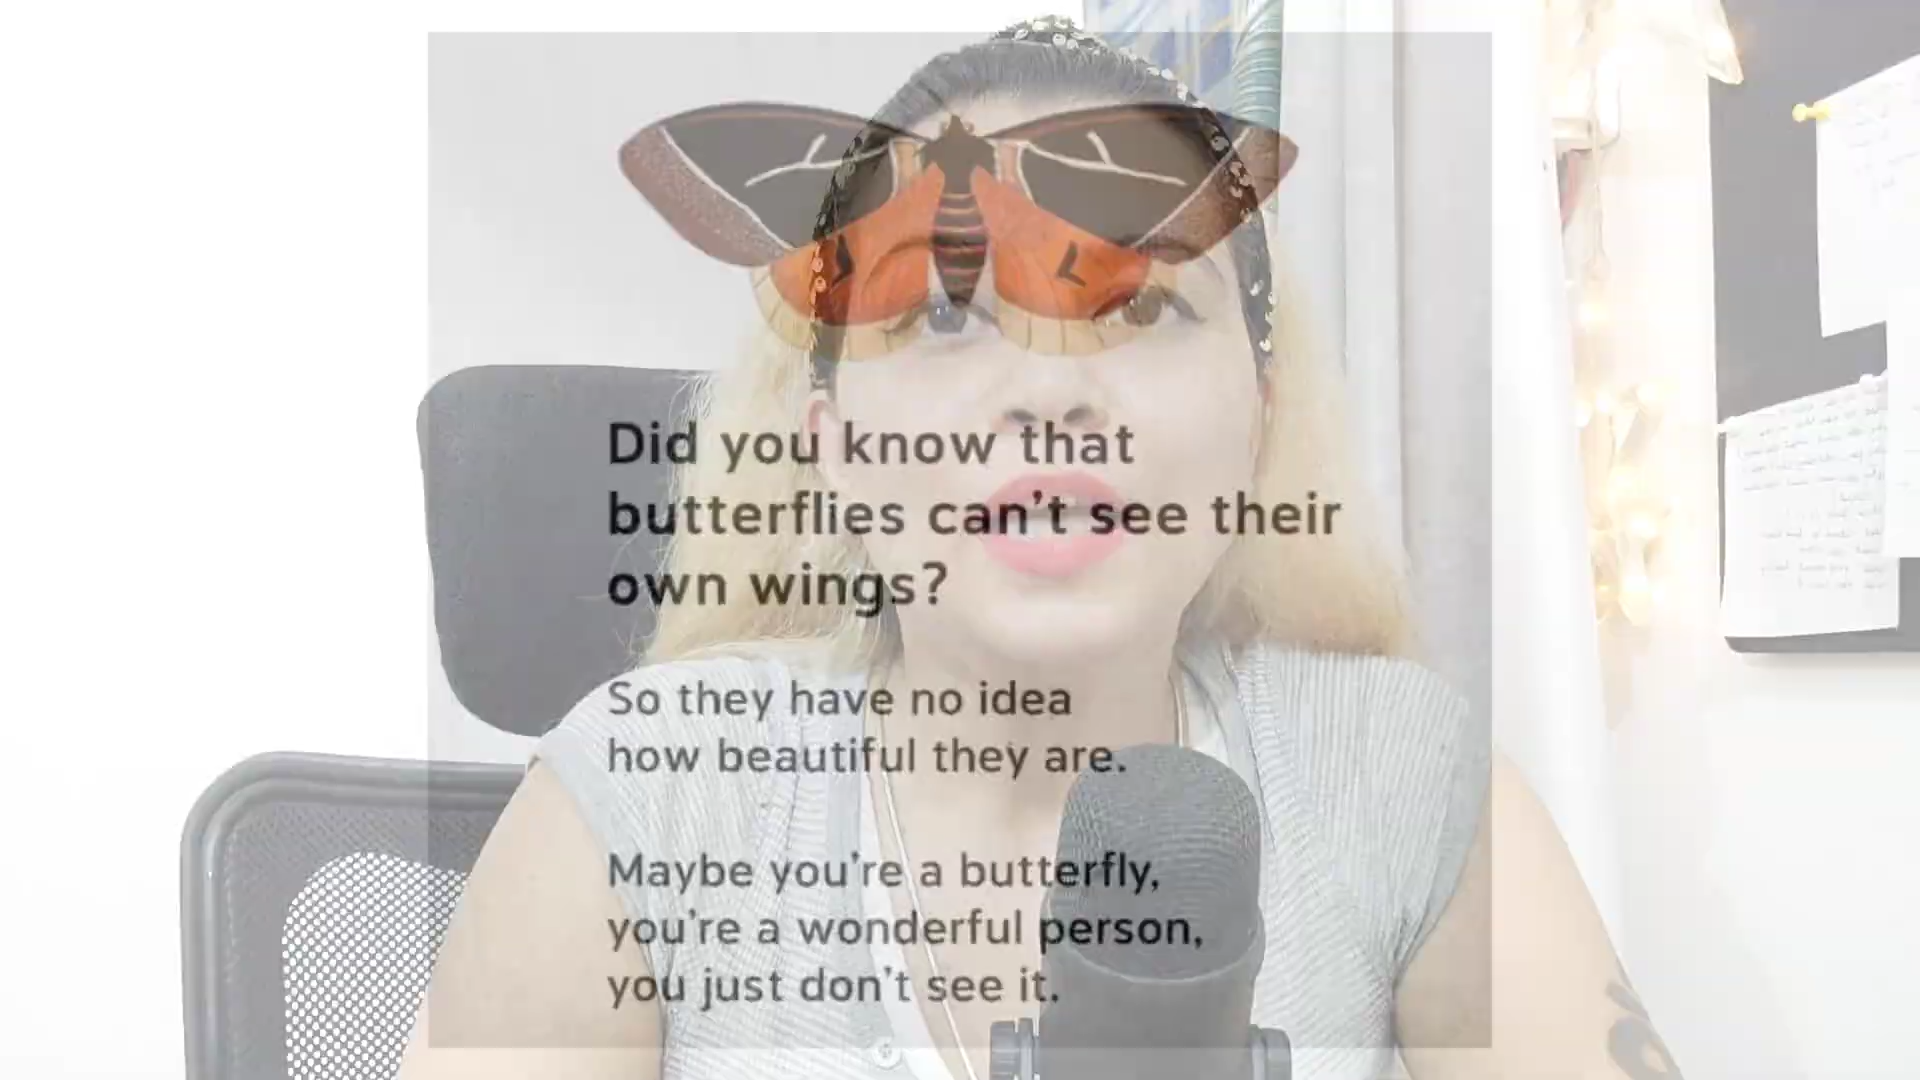 Did you know that
butterflies can't see their
own wings?
So they have no idea
how beautiful they are.
Maybe you're a butterfly,
you're a wonderful person,
you just don't see it.